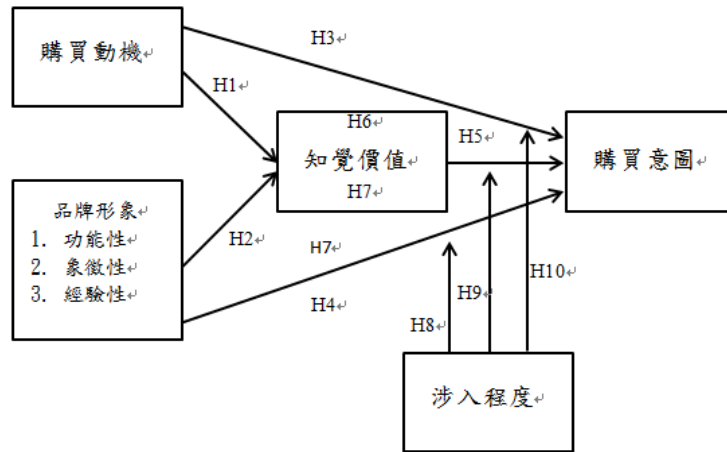 購買動機
H3
H1
H6
知覺價值
H7
H5
購買意圖
品牌形象
1. 功能性
2. 象徵性
3. 經驗性
H2
H7
H4
H8
H9
H10
涉入程度